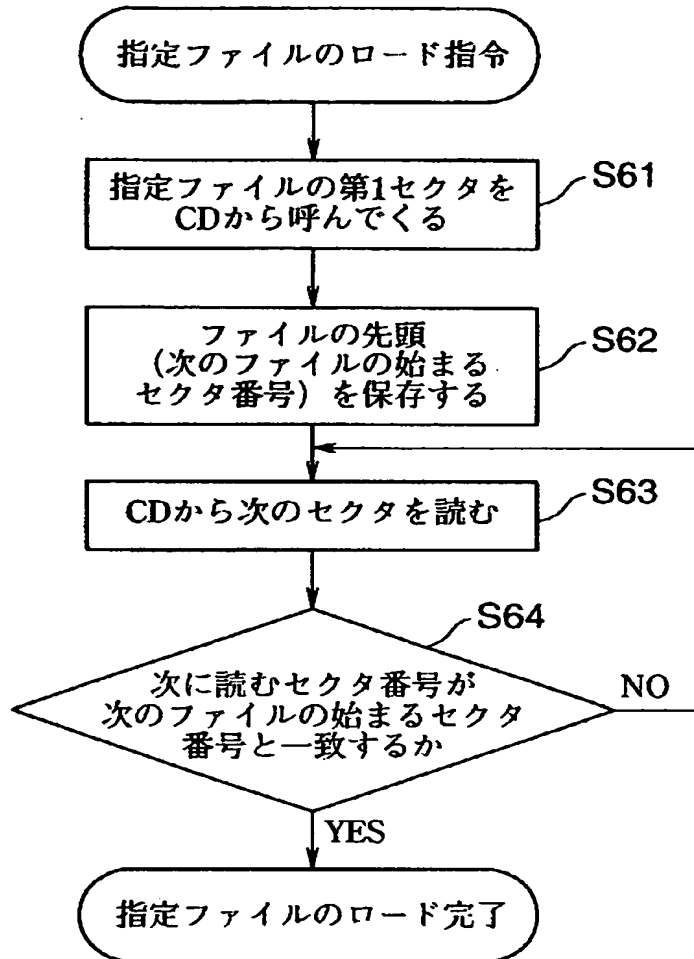 指定ファイルのロード指令
指定ファイルの第1セクタを
CDから呼んでくる
S61
ファイルの先頭
(次のファイルの始まる
セクタ番号)を保存する
S62
CDから次のセクタを読む
S63
S64
次に読むセクタ番号が
次のファイルの始まるセクタ
番号と一致するか
NO
YES
指定ファイルのロード完了